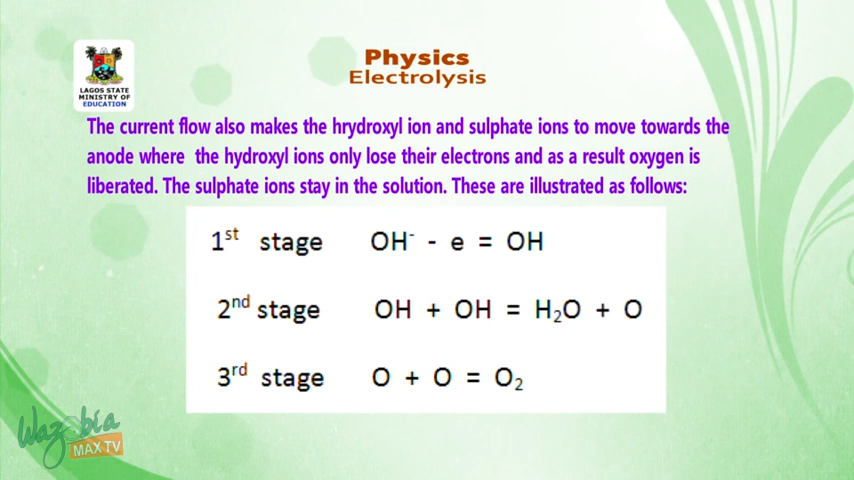 Physics
Electrolysis
LAGOS STATE
MINISTRY OF
EDUCATION
The current flow also makes the hrydroxyl ion and sulphate ions to move towards the
anode where the hydroxyl ions only lose their electrons and as a result oxygen is
liberated. The sulphate ions stay in the solution. These are illustrated as follows:
1st stage OH⁻ - e = OH
2nd stage OH + OH = H₂O + O
3rd stage O + O = O₂
Wazobia
MAX TV